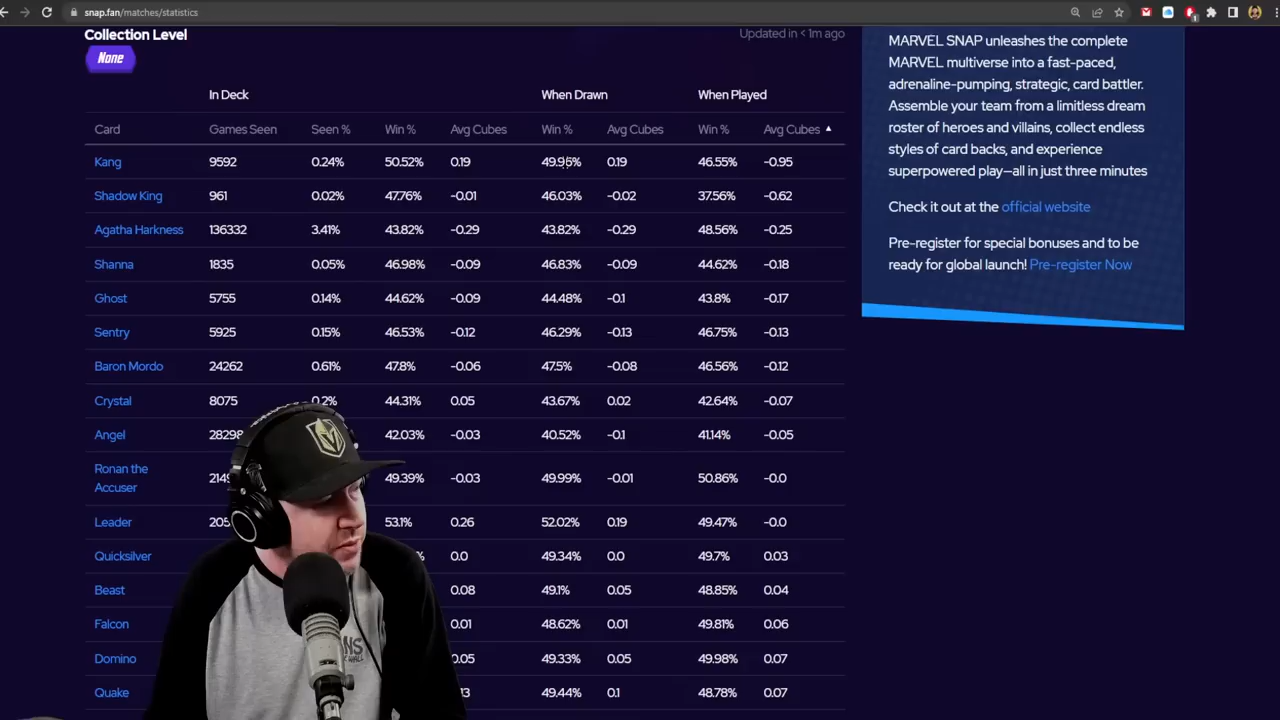 snap.fan/matches/statistics
Collection Level
Updated in < 1m ago
None
In Deck When Drawn When Played
Card Games Seen Seen % Win % Avg Cubes Win % Avg Cubes Win % Avg Cubes
Kang 9592 0.24% 50.52% 0.19 49.96% 0.19 46.55% -0.95
Shadow King 961 0.02% 47.76% -0.01 46.03% -0.02 37.56% -0.62
Agatha Harkness 136332 3.41% 43.82% -0.29 43.82% -0.29 48.56% -0.25
Shanna 1835 0.05% 46.98% -0.09 46.83% -0.09 44.62% -0.18
Ghost 5755 0.14% 44.62% -0.09 44.48% -0.1 43.8% -0.17
Sentry 5925 0.15% 46.53% -0.12 46.29% -0.13 46.75% -0.13
Baron Mordo 24262 0.61% 47.8% -0.06 47.5% -0.08 46.56% -0.12
Crystal 8075 0.2% 44.31% 0.05 43.67% 0.02 42.64% -0.07
Angel 28298 42.03% -0.03 40.52% -0.1 41.14% -0.05
Ronan the
Accuser 49.39% -0.03 49.99% -0.01 50.86% -0.0
Leader 53.1% 0.26 52.02% 0.19 49.47% -0.0
Quicksilver 0.0 49.34% 0.0 49.7% 0.03
Beast 0.08 49.1% 0.05 48.85% 0.04
Falcon 0.01 48.62% 0.01 49.81% 0.06
Domino 0.05 49.33% 0.05 49.98% 0.07
Quake 49.44% 0.1 48.78% 0.07
MARVEL SNAP unleashes the complete
MARVEL multiverse into a fast-paced,
adrenaline-pumping, strategic, card battler.
Assemble your team from a limitless dream
roster of heroes and villains, collect endless
styles of card backs, and experience
superpowered play—all in just three minutes
Check it out at the official website
Pre-register for special bonuses and to be
ready for global launch! Pre-register Now